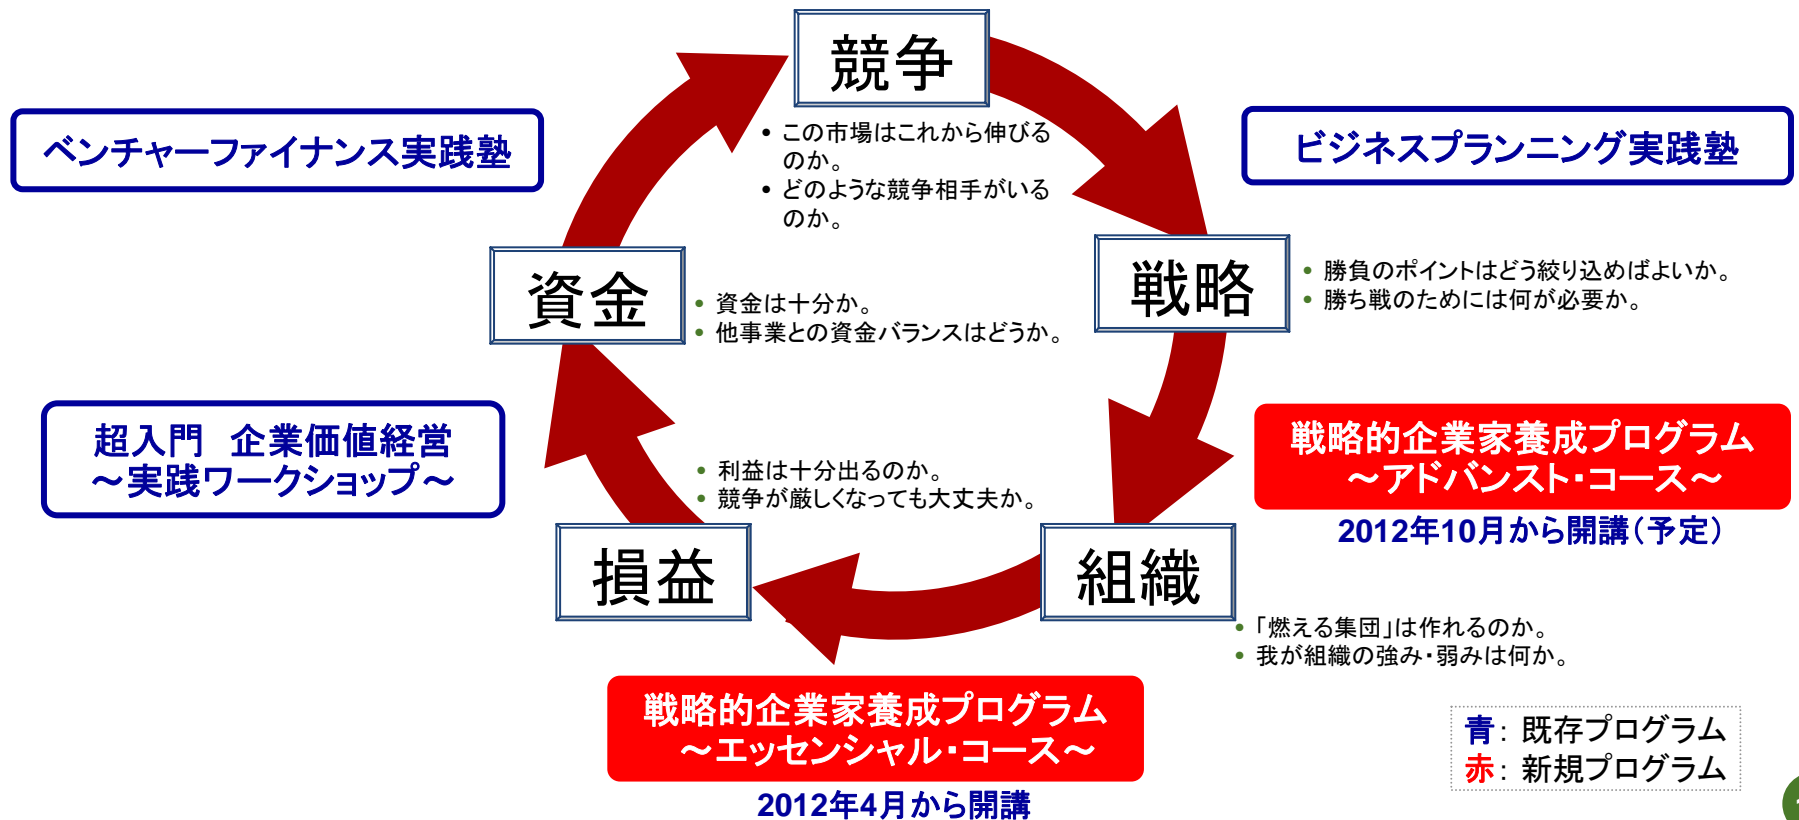 競争
• この市場はこれから伸びる
のか。
• どのような競争相手がいる
のか。
ベンチャーファイナンス実践塾
ビジネスプランニング実践塾
資金
• 資金は十分か。
• 他事業との資金バランスはどうか。
戦略
• 勝負のポイントはどう絞り込めばよいか。
• 勝ち戦のためには何が必要か。
超入門 企業価値経営
～実践ワークショップ～
戦略的企業家養成プログラム
～アドバンスト・コース～
2012年10月から開講(予定)
• 利益は十分出るのか。
• 競争が厳しくなっても大丈夫か。
損益
組織
• 「燃える集団」は作れるのか。
• 我が組織の強み・弱みは何か。
戦略的企業家養成プログラム
～エッセンシャル・コース～
2012年4月から開講
青: 既存プログラム
赤: 新規プログラム